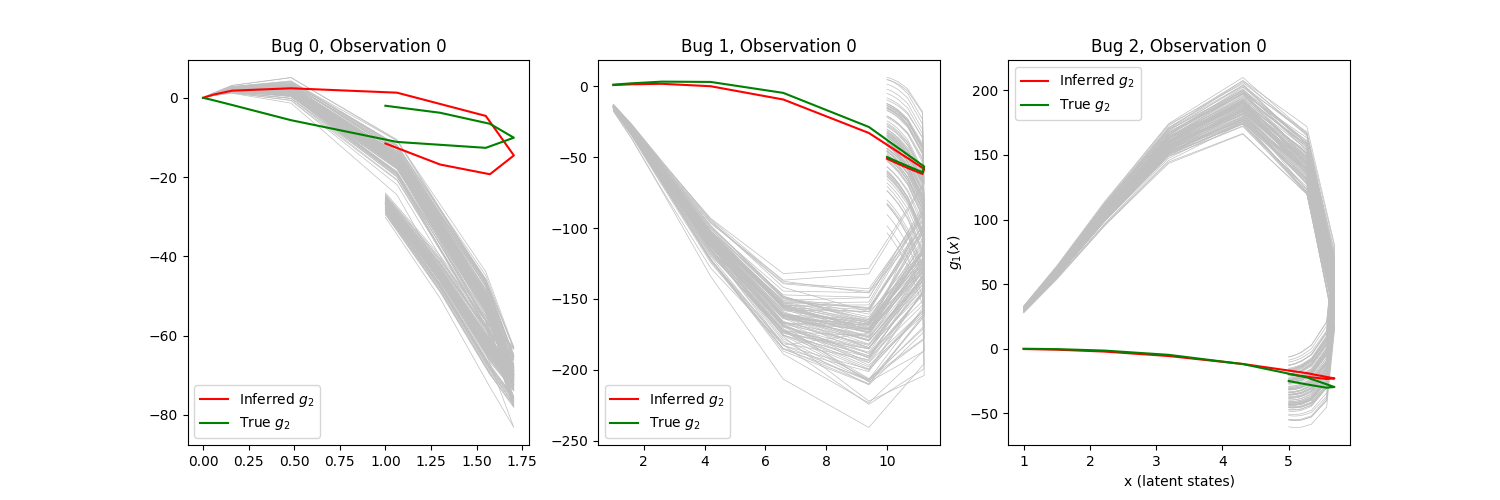 Bug 0, Observation 0
0
−20
−40
−60
−80
0.00 0.25 0.50 0.75 1.00 1.25 1.50 1.75
Inferred g₂
True g₂
Bug 1, Observation 0
0
−50
−100
−150
−200
−250
2 4 6 8 10
Inferred g₂
True g₂
Bug 2, Observation 0
g₁(x)
200
150
100
50
0
−50
1 2 3 4 5
x (latent states)
Inferred g₂
True g₂